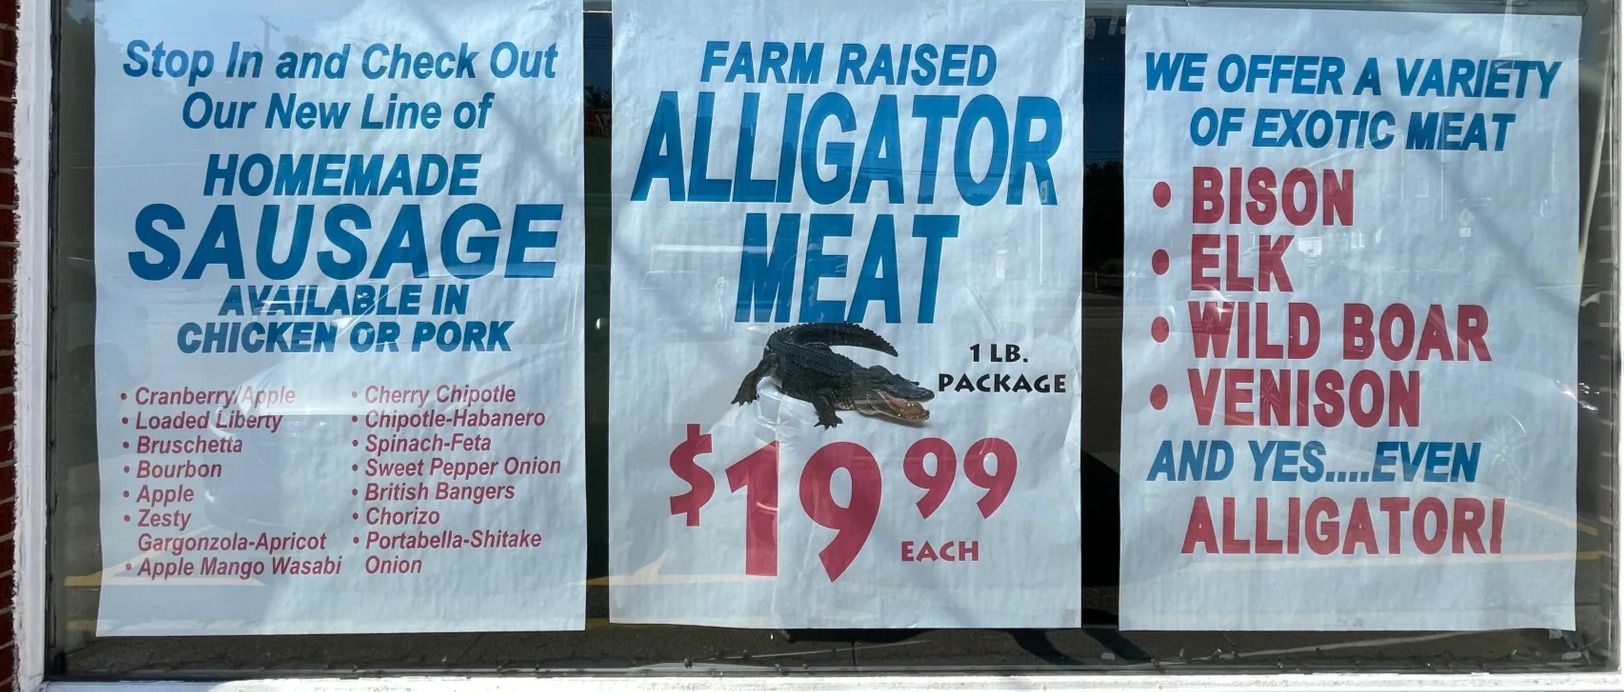 Stop In and Check Out
Our New Line of
HOMEMADE
SAUSAGE
AVAILABLE IN
CHICKEN OR PORK
• Cranberry/Apple
• Loaded Liberty
• Bruschetta
• Bourbon
• Apple
• Zesty
Gargonzola-Apricot
• Apple Mango Wasabi
• Cherry Chipotle
• Chipotle-Habanero
• Spinach-Feta
• Sweet Pepper Onion
• British Bangers
• Chorizo
• Portabella-Shitake
Onion
FARM RAISED
ALLIGATOR
MEAT
1 LB.
PACKAGE
$19 99
EACH
WE OFFER A VARIETY
OF EXOTIC MEAT
• BISON
• ELK
• WILD BOAR
• VENISON
AND YES....EVEN
ALLIGATOR!